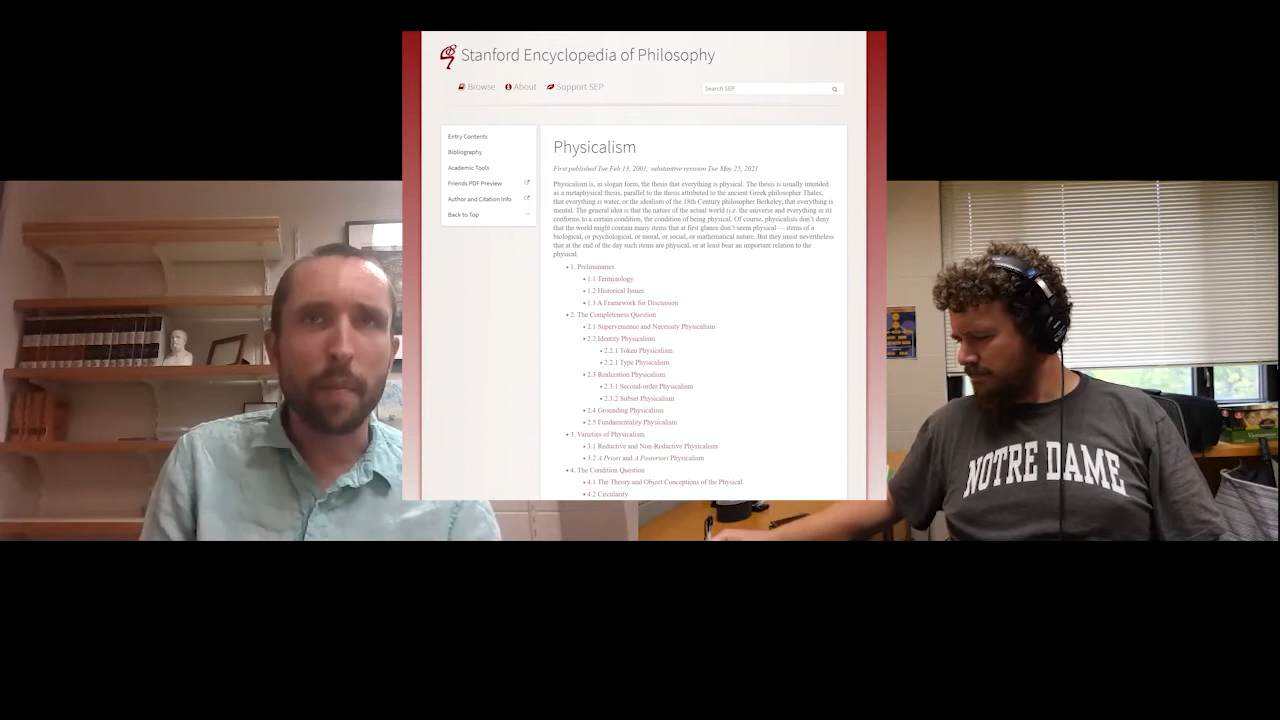 Stanford Encyclopedia of Philosophy
Browse About Support SEP
Search SEP
Entry Contents
Bibliography
Academic Tools
Friends PDF Preview
Author and Citation Info
Back to Top
Physicalism
First published Tue Feb 13, 2001; substantive revision Tue May 25, 2021
Physicalism is, in slogan form, the thesis that everything is physical. The thesis is usually intended
as a metaphysical thesis, parallel to the thesis attributed to the ancient Greek philosopher Thales,
that everything is water, or the idealism of the 18th Century philosopher Berkeley, that everything is
mental. The general idea is that the nature of the actual world (i.e. the universe and everything in it)
conforms to a certain condition, the condition of being physical. Of course, physicalists don't deny
that the world might contain many items that at first glance don't seem physical — items of a
biological, or psychological, or moral, or social, or mathematical nature. But they insist nevertheless
that at the end of the day such items are physical, or at least bear an important relation to the
physical.
1. Preliminaries
1.1 Terminology
1.2 Historical Issues
1.3 A Framework for Discussion
2. The Completeness Question
2.1 Supervenience and Necessity Physicalism
2.2 Identity Physicalism
2.2.1 Token Physicalism
2.2.1 Type Physicalism
2.3 Realization Physicalism
2.3.1 Second-order Physicalism
2.3.2 Subset Physicalism
2.4 Grounding Physicalism
2.5 Fundamentality Physicalism
3. Varieties of Physicalism
3.1 Reductive and Non-Reductive Physicalism
3.2 A Priori and A Posteriori Physicalism
4. The Condition Question
4.1 The Theory and Object Conceptions of the Physical
4.2 Circularity
NOTRE DAME